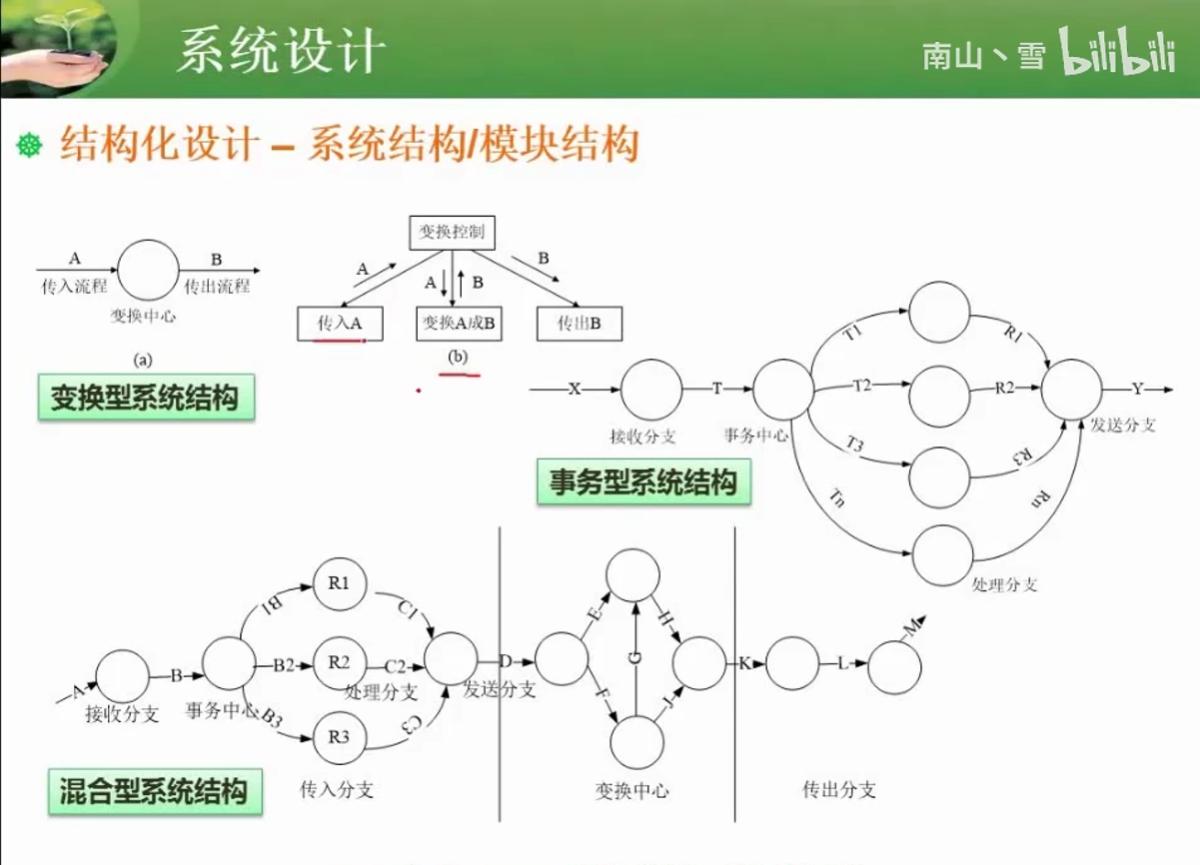 系统设计
南山丶雪 bilibili
结构化设计 – 系统结构/模块结构
A
传入流程
B
传出流程
变换中心
(a)
变换型系统结构
变换控制
A
A
B
B
传入A
变换A成B
传出B
(b)
X
接收分支
T
事务中心
T1
T2
T3
Tn
R1
R2
R3
Rn
Y
发送分支
处理分支
事务型系统结构
A
接收分支
B
事务中心
B1
B2
B3
R1
R2
R3
处理分支
C1
C2
C3
发送分支
D
E
F
G
H
J
K
L
M
混合型系统结构
传入分支
变换中心
传出分支